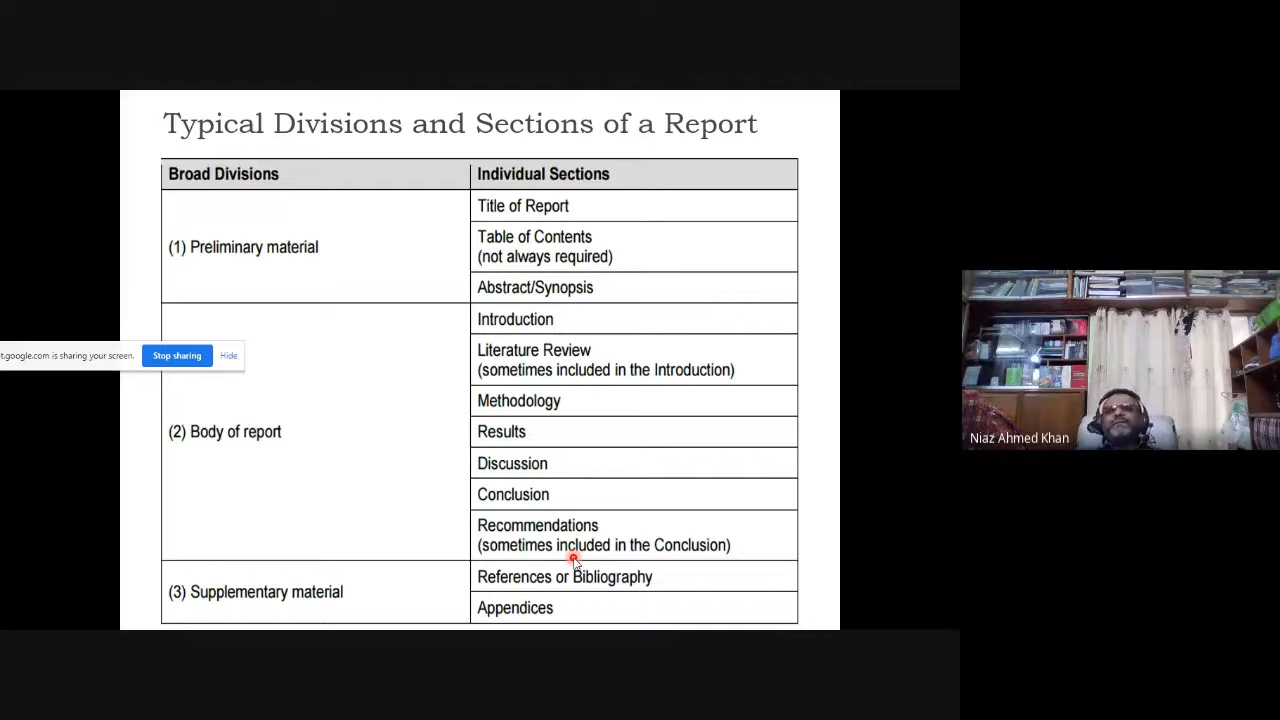 Typical Divisions and Sections of a Report
Broad Divisions
Individual Sections
(1) Preliminary material
Title of Report
Table of Contents
(not always required)
Abstract/Synopsis
(2) Body of report
Introduction
Literature Review
(sometimes included in the Introduction)
Methodology
Results
Discussion
Conclusion
Recommendations
(sometimes included in the Conclusion)
(3) Supplementary material
References or Bibliography
Appendices
t.google.com is sharing your screen.
Stop sharing
Hide
Niaz Ahmed Khan